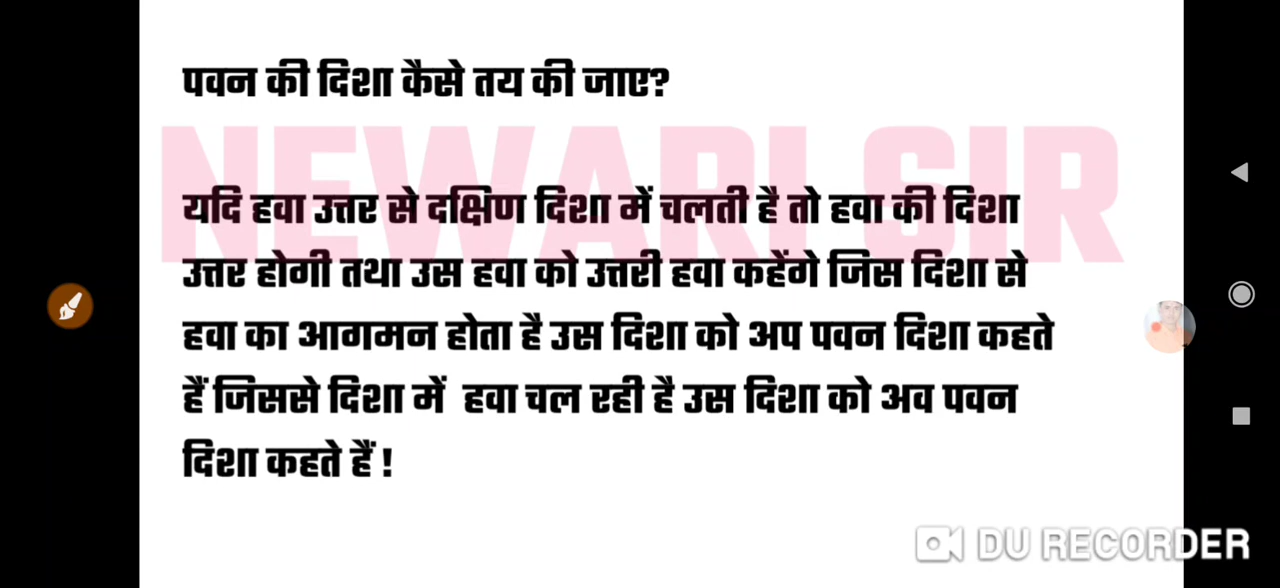 पवन की दिशा कैसे तय की जाए?
NEWARI SIR
यदि हवा उत्तर से दक्षिण दिशा में चलती है तो हवा की दिशा
उत्तर होगी तथा उस हवा को उत्तरी हवा कहेंगे जिस दिशा से
हवा का आगमन होता है उस दिशा को अप पवन दिशा कहते
हैं जिससे दिशा में हवा चल रही है उस दिशा को अव पवन
दिशा कहते हैं !
DU RECORDER